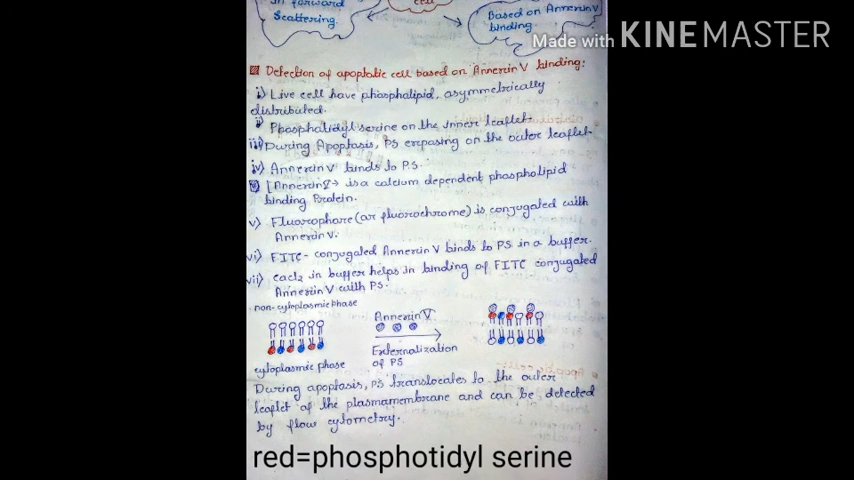 in forward
Scattering.
cell
Based on Annexin V
binding
Made with KINEMASTER
Detection of apoptotic cell based on Annexin V binding:
i) Live cell have phospholipid, asymmetrically
distributed.
ii) Phosphatidyl serine on the inner leaflet.
iii) During Apoptasis, PS exposing on the outer leaflet.
iv) Annexin V binds to PS.
[Annexin V→ is a calcium dependent phospholipid
binding Protein.
v) Fluorophore (or fluorochrome) is conjugated with
Annexin V.
vi) FITC - conjugated Annexin V binds to PS in a buffer.
vii) cacl2 in buffer helps in binding of FITC conjugated
Annexin V with PS.
non-cytoplasmic phase
Annexin V
Externalization
of PS
cytoplasmic phase
During apoptosis, PS translocates to the outer
leaflet of the plasmamembrane and can be detected
by flow cytometry.
red=phosphotidyl serine